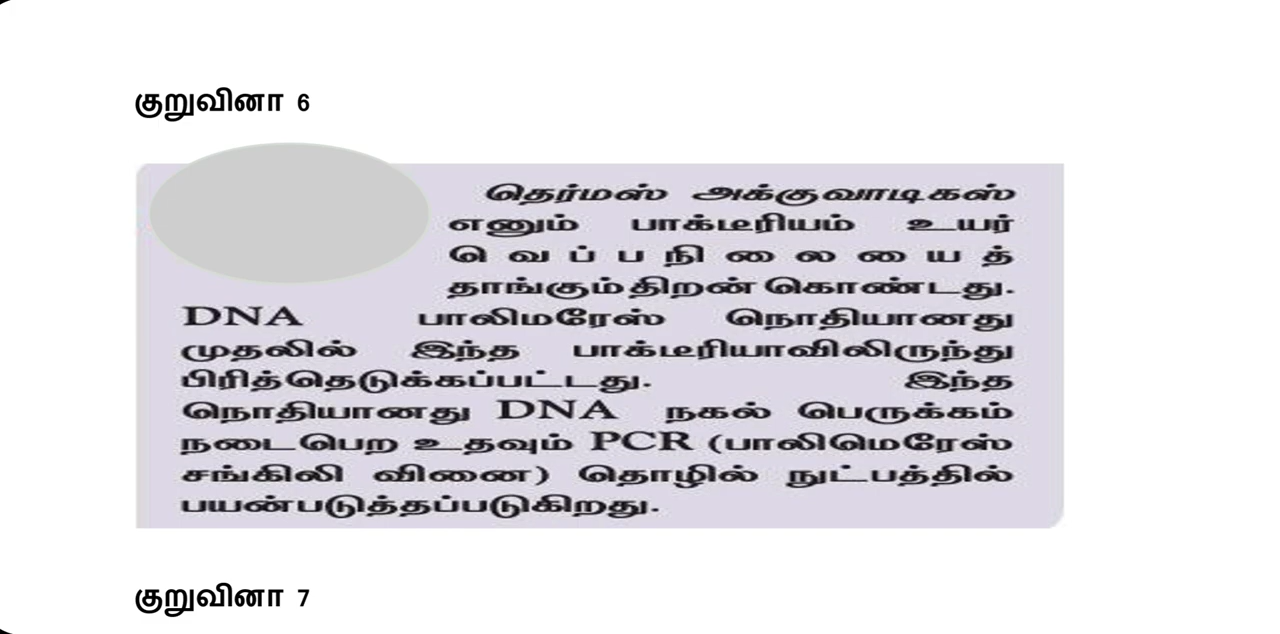 குறுவினா 6
தெர்மஸ் அக்குவாடிகஸ்
எனும் பாக்டீரியம் உயர்
வெப்பநிலையைத்
தாங்கும் திறன் கொண்டது.
DNA பாலிமரேஸ் நொதியானது
முதலில் இந்த பாக்டீரியாவிலிருந்து
பிரித்தெடுக்கப்பட்டது. இந்த
நொதியானது DNA நகல் பெருக்கம்
நடைபெற உதவும் PCR (பாலிமெரேஸ்
சங்கிலி வினை) தொழில் நுட்பத்தில்
பயன்படுத்தப்படுகிறது.
குறுவினா 7